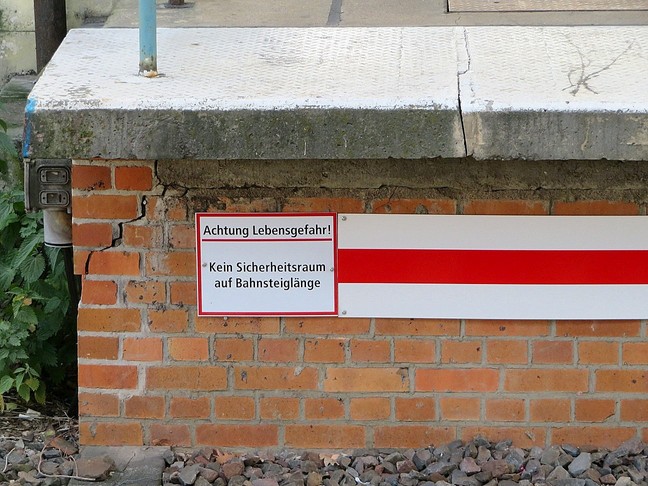 Achtung Lebensgefahr!
Kein Sicherheitsraum
auf Bahnsteiglänge